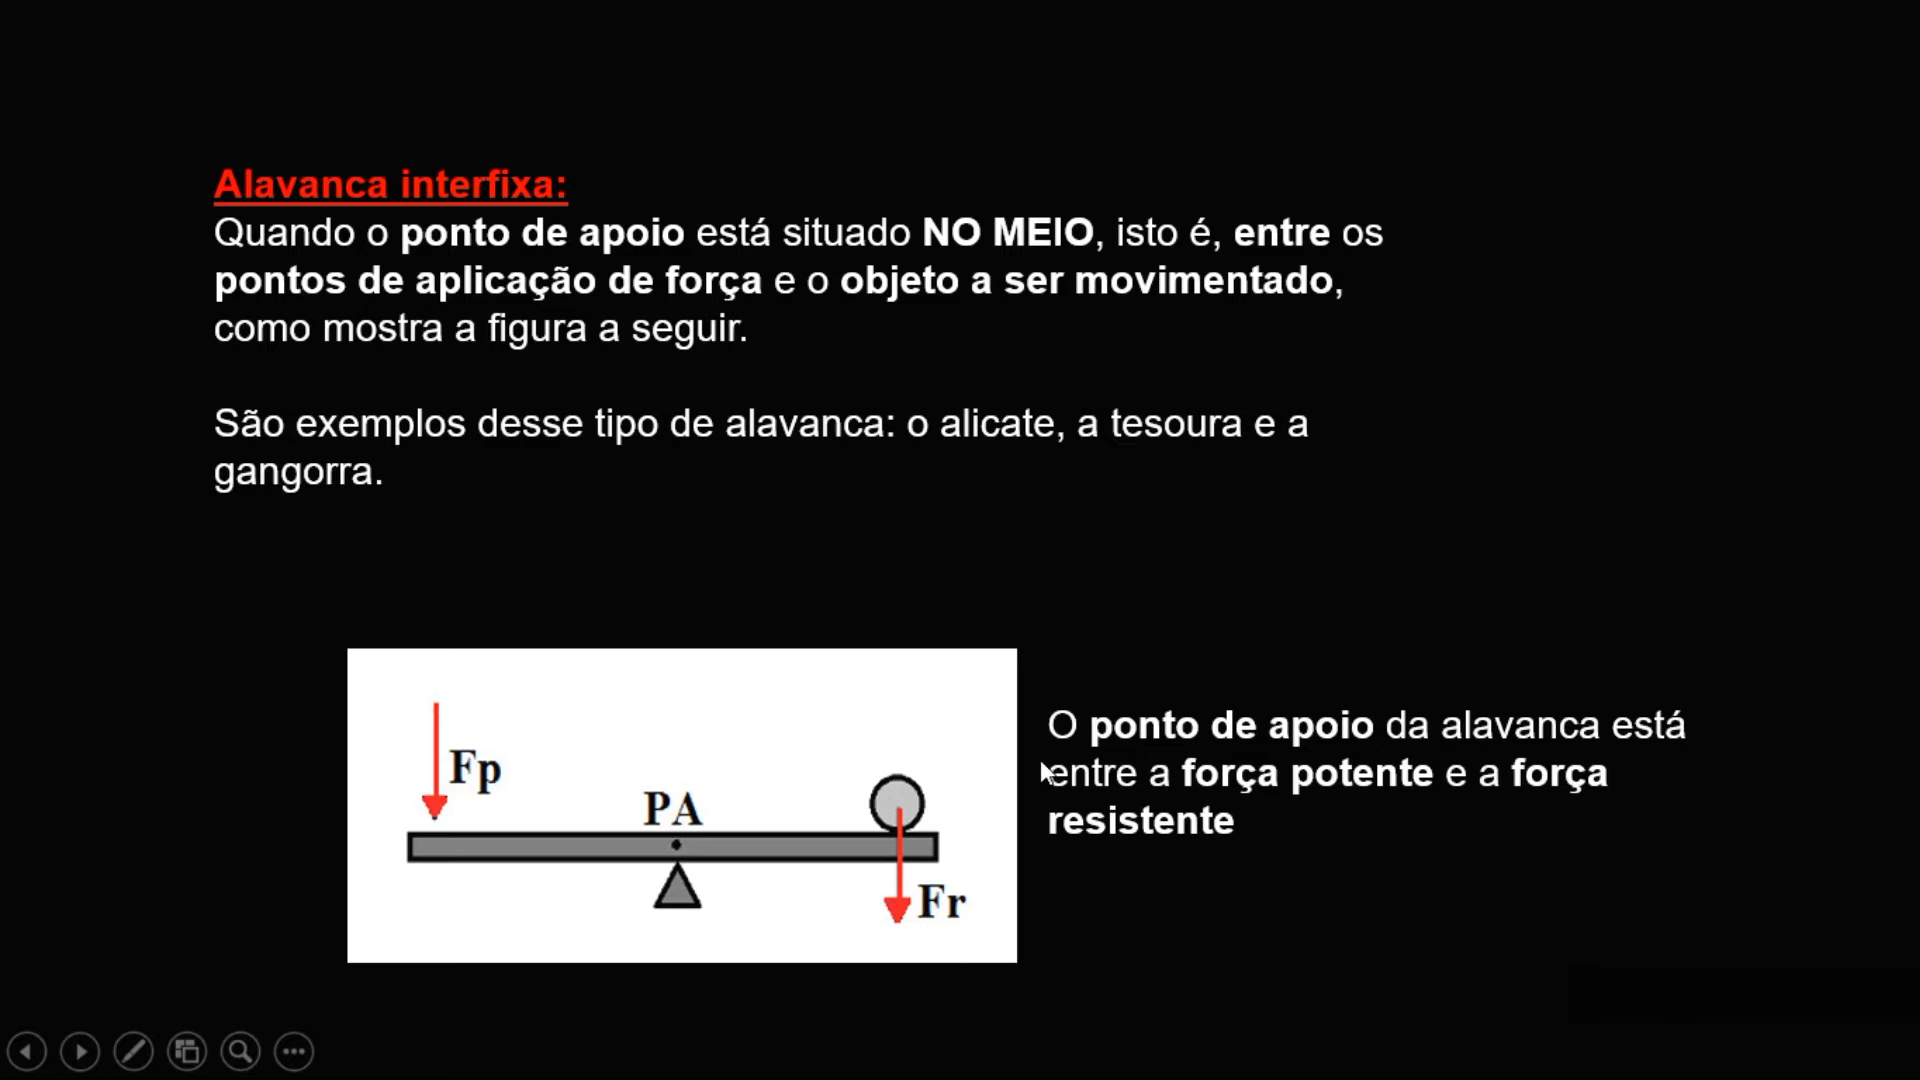 Alavanca interfixa:
Quando o ponto de apoio está situado NO MEIO, isto é, entre os
pontos de aplicação de força e o objeto a ser movimentado,
como mostra a figura a seguir.
São exemplos desse tipo de alavanca: o alicate, a tesoura e a
gangorra.
Fp
PA
Fr
O ponto de apoio da alavanca está
entre a força potente e a força
resistente